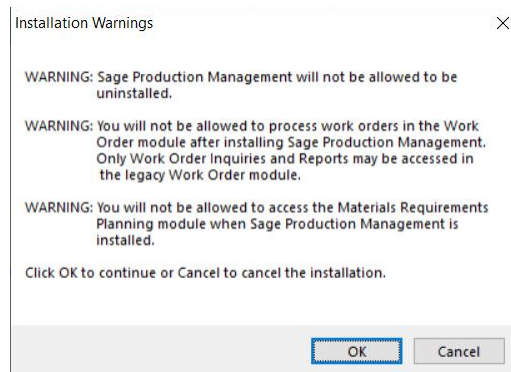 Installation Warnings
WARNING: Sage Production Management will not be allowed to be
uninstalled.
WARNING: You will not be allowed to process work orders in the Work
Order module after installing Sage Production Management.
Only Work Order Inquiries and Reports may be accessed in
the legacy Work Order module.
WARNING: You will not be allowed to access the Materials Requirements
Planning module when Sage Production Management is
installed.
Click OK to continue or Cancel to cancel the installation.
OK
Cancel